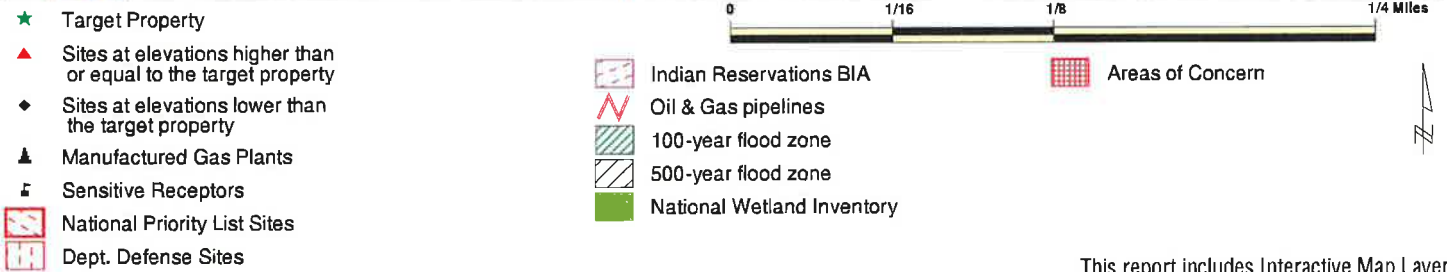 Target Property
Sites at elevations higher than
or equal to the target property
Sites at elevations lower than
the target property
Manufactured Gas Plants
Sensitive Receptors
National Priority List Sites
Dept. Defense Sites
0 1/16 1/8 1/4 Miles
Indian Reservations BIA
Oil & Gas pipelines
100-year flood zone
500-year flood zone
National Wetland Inventory
Areas of Concern
This report includes Interactive Map Layer